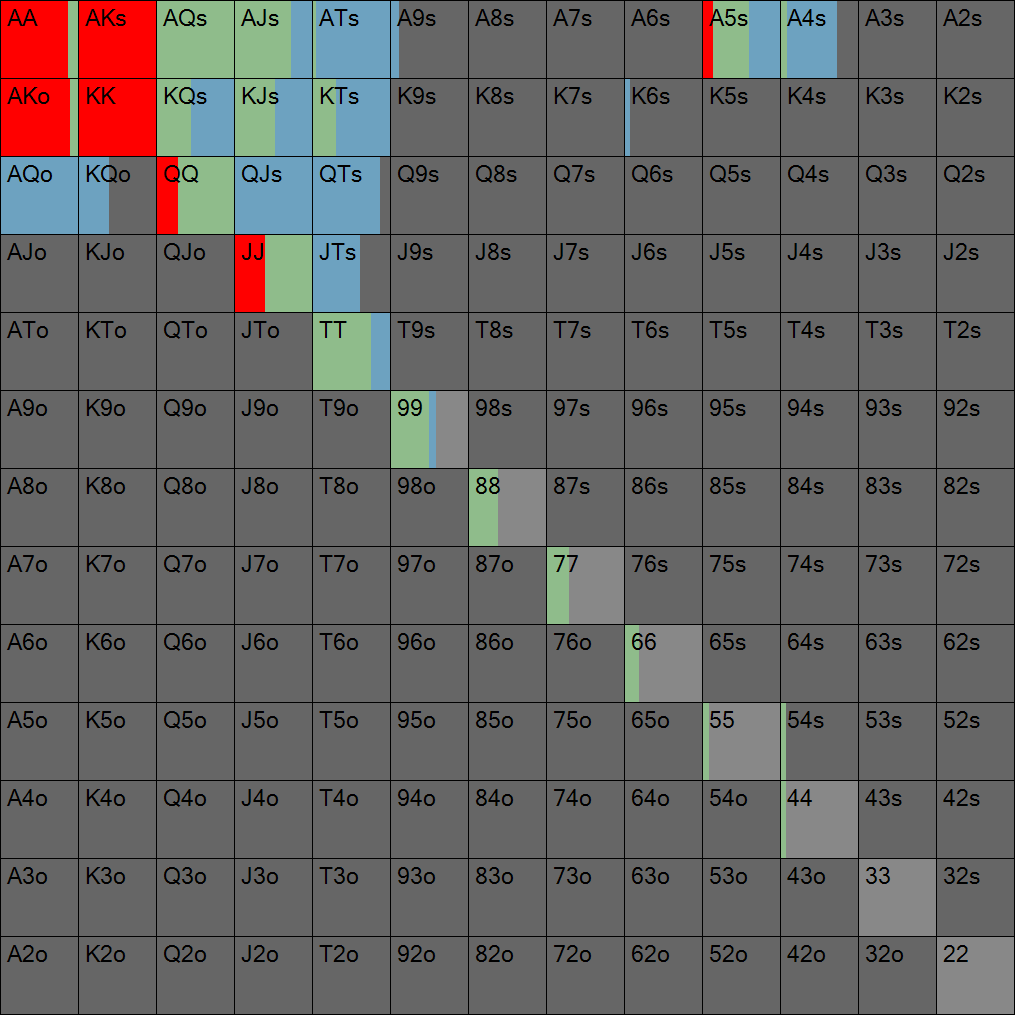 AA AKs AQs AJs ATs A9s A8s A7s A6s A5s A4s A3s A2s
AKo KK KQs KJs KTs K9s K8s K7s K6s K5s K4s K3s K2s
AQo KQo QQ QJs QTs Q9s Q8s Q7s Q6s Q5s Q4s Q3s Q2s
AJo KJo QJo JJ JTs J9s J8s J7s J6s J5s J4s J3s J2s
ATo KTo QTo JTo TT T9s T8s T7s T6s T5s T4s T3s T2s
A9o K9o Q9o J9o T9o 99 98s 97s 96s 95s 94s 93s 92s
A8o K8o Q8o J8o T8o 98o 88 87s 86s 85s 84s 83s 82s
A7o K7o Q7o J7o T7o 97o 87o 77 76s 75s 74s 73s 72s
A6o K6o Q6o J6o T6o 96o 86o 76o 66 65s 64s 63s 62s
A5o K5o Q5o J5o T5o 95o 85o 75o 65o 55 54s 53s 52s
A4o K4o Q4o J4o T4o 94o 84o 74o 64o 54o 44 43s 42s
A3o K3o Q3o J3o T3o 93o 83o 73o 63o 53o 43o 33 32s
A2o K2o Q2o J2o T2o 92o 82o 72o 62o 52o 42o 32o 22